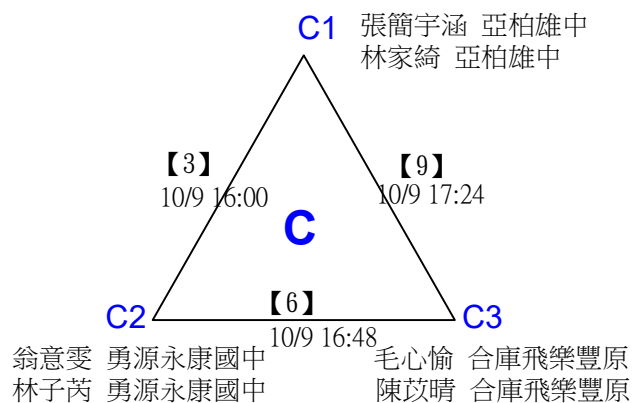 C1
張簡宇涵 亞柏雄中
林家綺 亞柏雄中
【3】
10/9 16:00
【9】
10/9 17:24
C
C2
【6】
C3
10/9 16:48
翁意雯 勇源永康國中
毛心愉 合庫飛樂豐原
林子芮 勇源永康國中
陳苡晴 合庫飛樂豐原